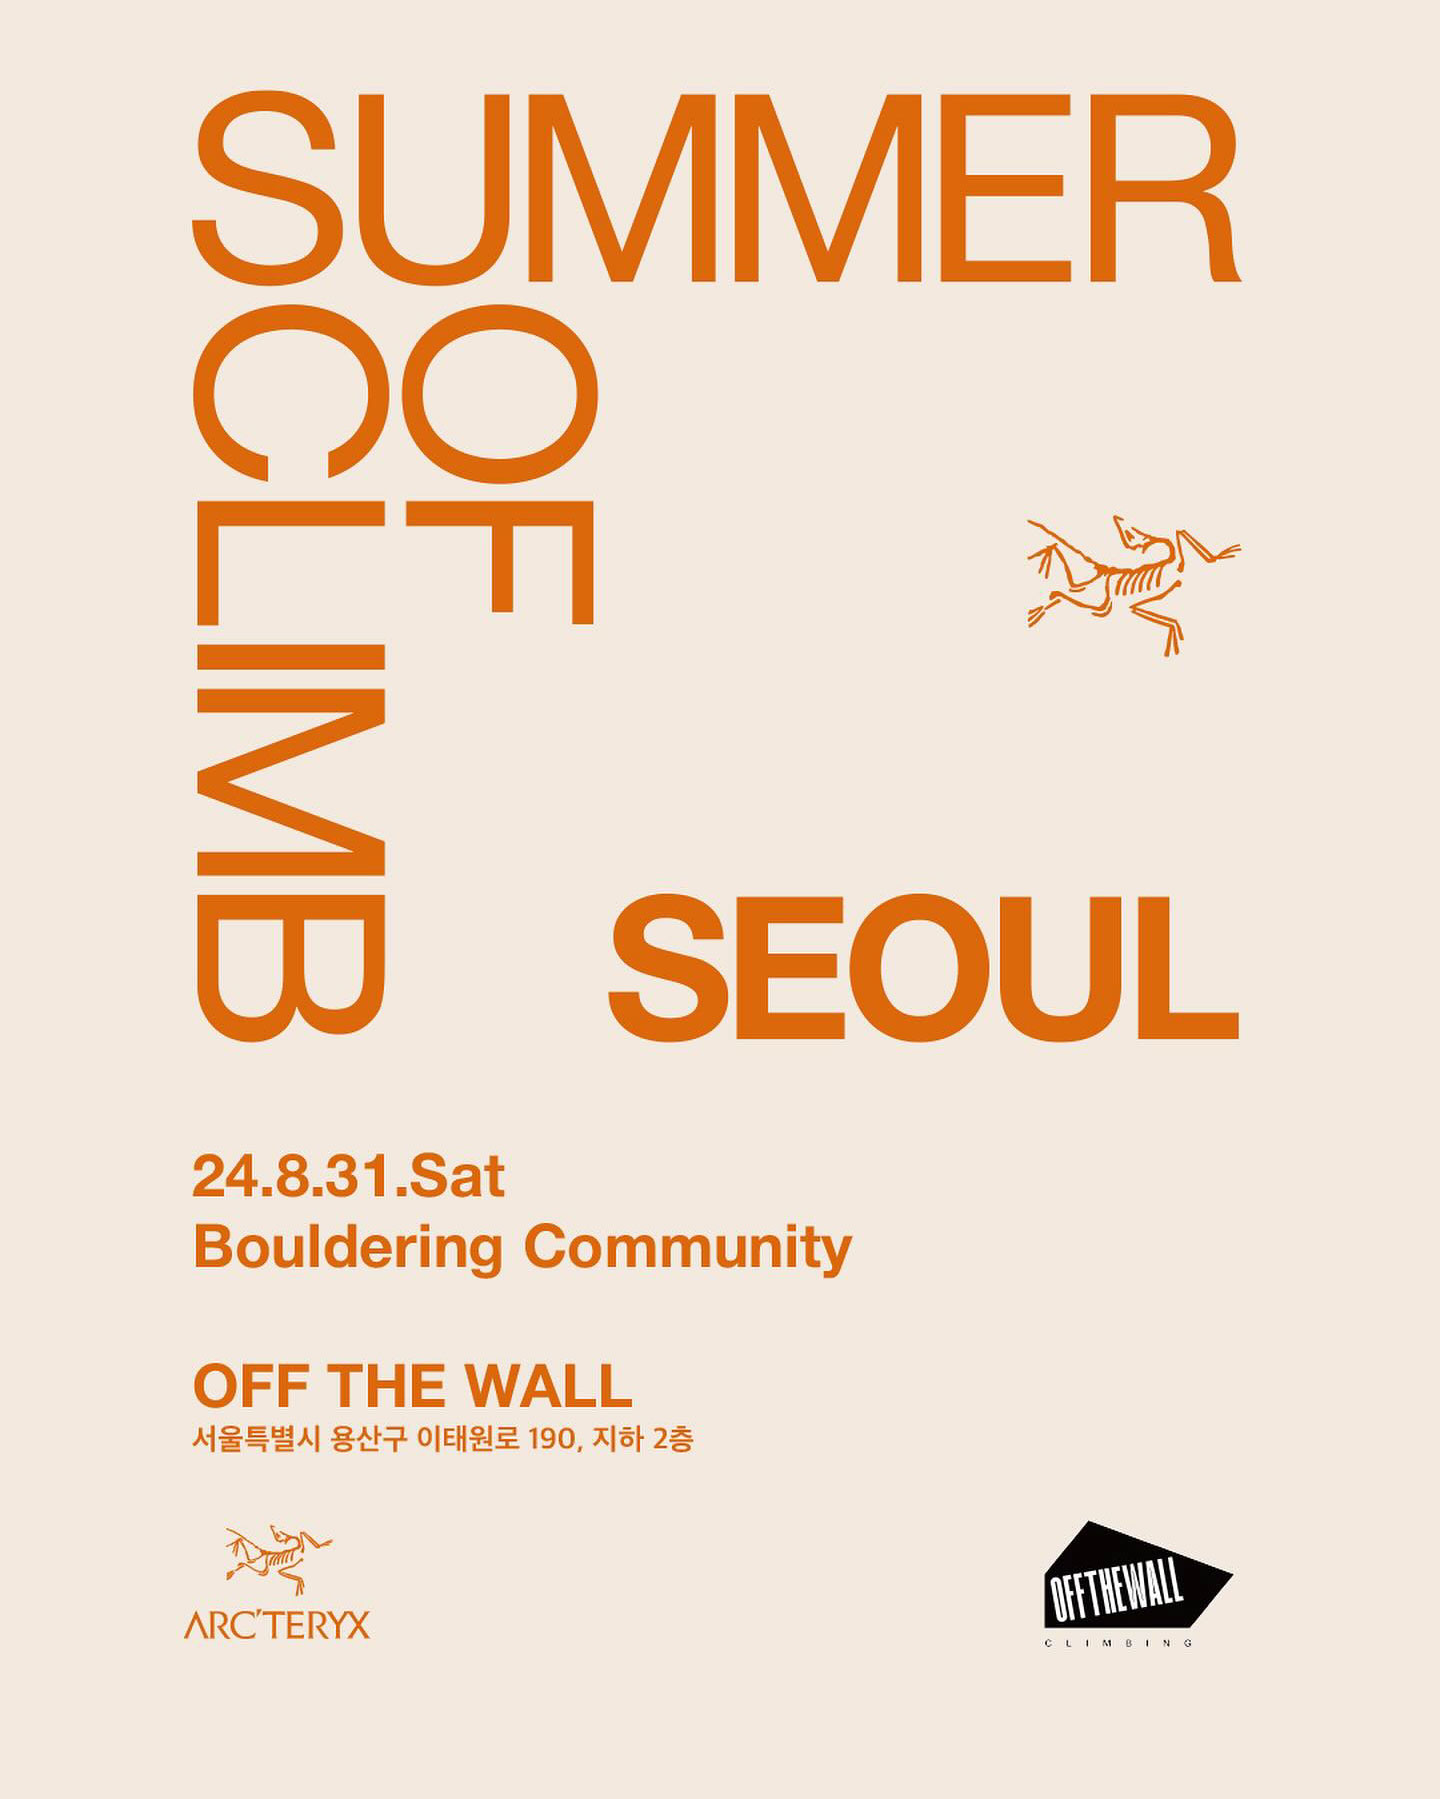 SUMMER
OF
CLIMB
SEOUL
24.8.31.Sat
Bouldering Community
OFF THE WALL
서울특별시 용산구 이태원로 190, 지하 2층
ARC'TERYX
OFFTHEWALL
CLIMBING